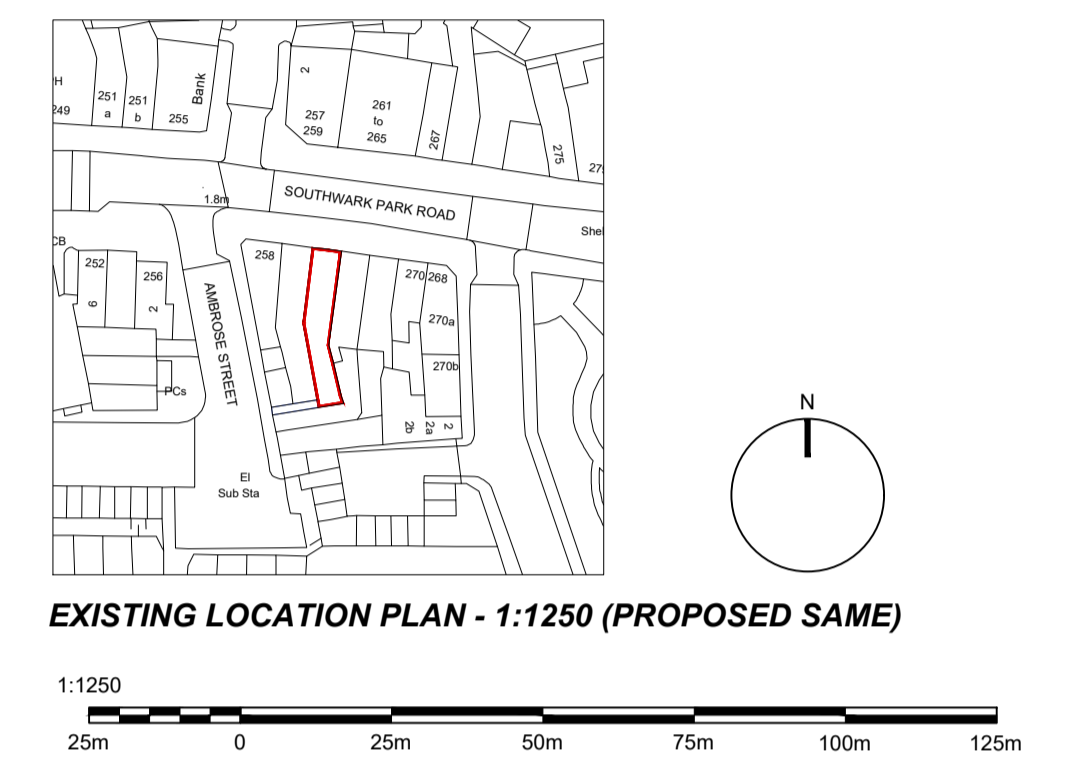 H
249
251
a
251
b
255
Bank
2
257
259
261
to
265
267
275
27
1.8m
SOUTHWARK PARK ROAD
Shel
CB
252
6
256
2
258
AMBROSE STREET
270
268
270a
270b
PCs
2b
2a
2
El
Sub Sta
N
EXISTING LOCATION PLAN - 1:1250 (PROPOSED SAME)
1:1250
25m 0 25m 50m 75m 100m 125m